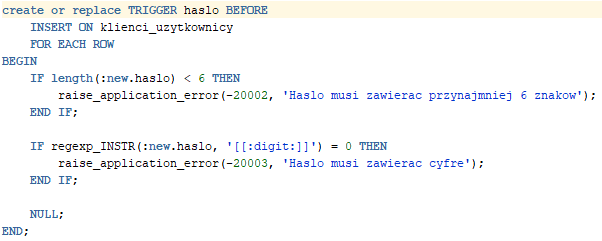 create or replace TRIGGER haslo BEFORE
INSERT ON klienci_uzytkownicy
FOR EACH ROW
BEGIN
IF length(:new.haslo) < 6 THEN
raise_application_error(-20002, 'Haslo musi zawierac przynajmniej 6 znakow');
END IF;
IF regexp_INSTR(:new.haslo, '[[:digit:]]') = 0 THEN
raise_application_error(-20003, 'Haslo musi zawierac cyfre');
END IF;
NULL;
END;